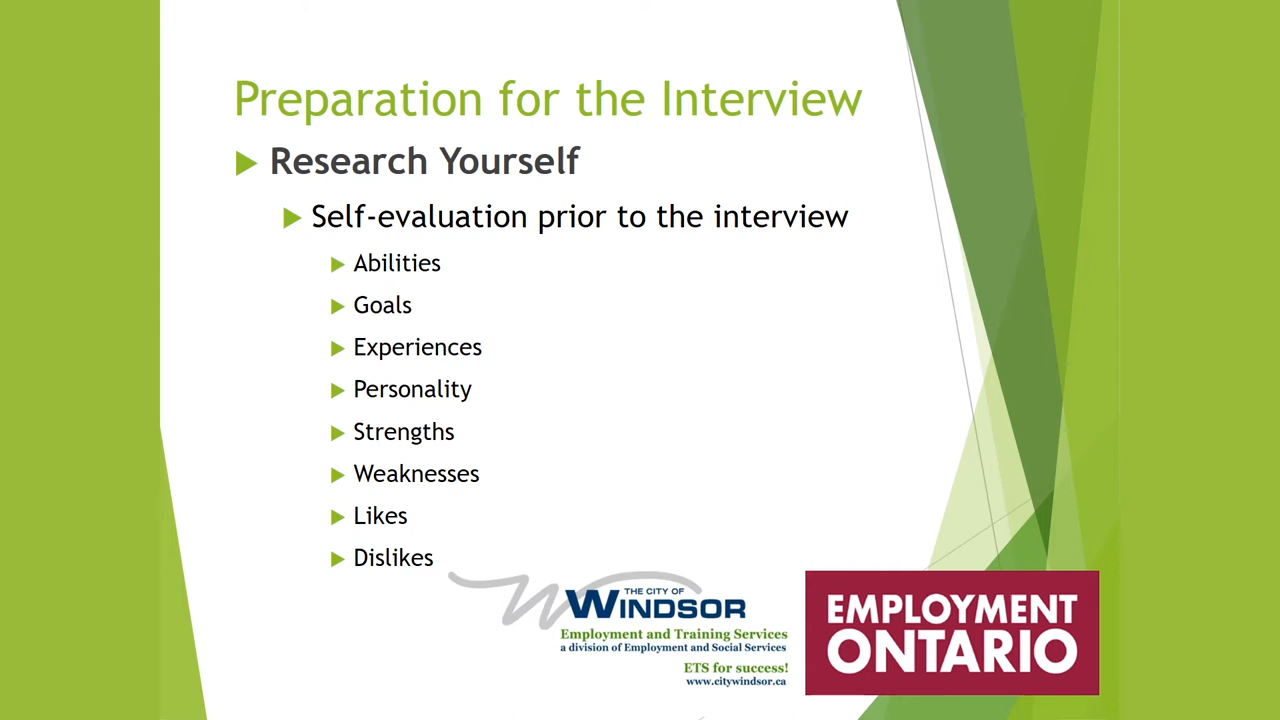 Preparation for the Interview
Research Yourself
Self-evaluation prior to the interview
Abilities
Goals
Experiences
Personality
Strengths
Weaknesses
Likes
Dislikes
THE CITY OF
WINDSOR
Employment and Training Services
a division of Employment and Social Services
ETS for success!
www.citywindsor.ca
EMPLOYMENT
ONTARIO